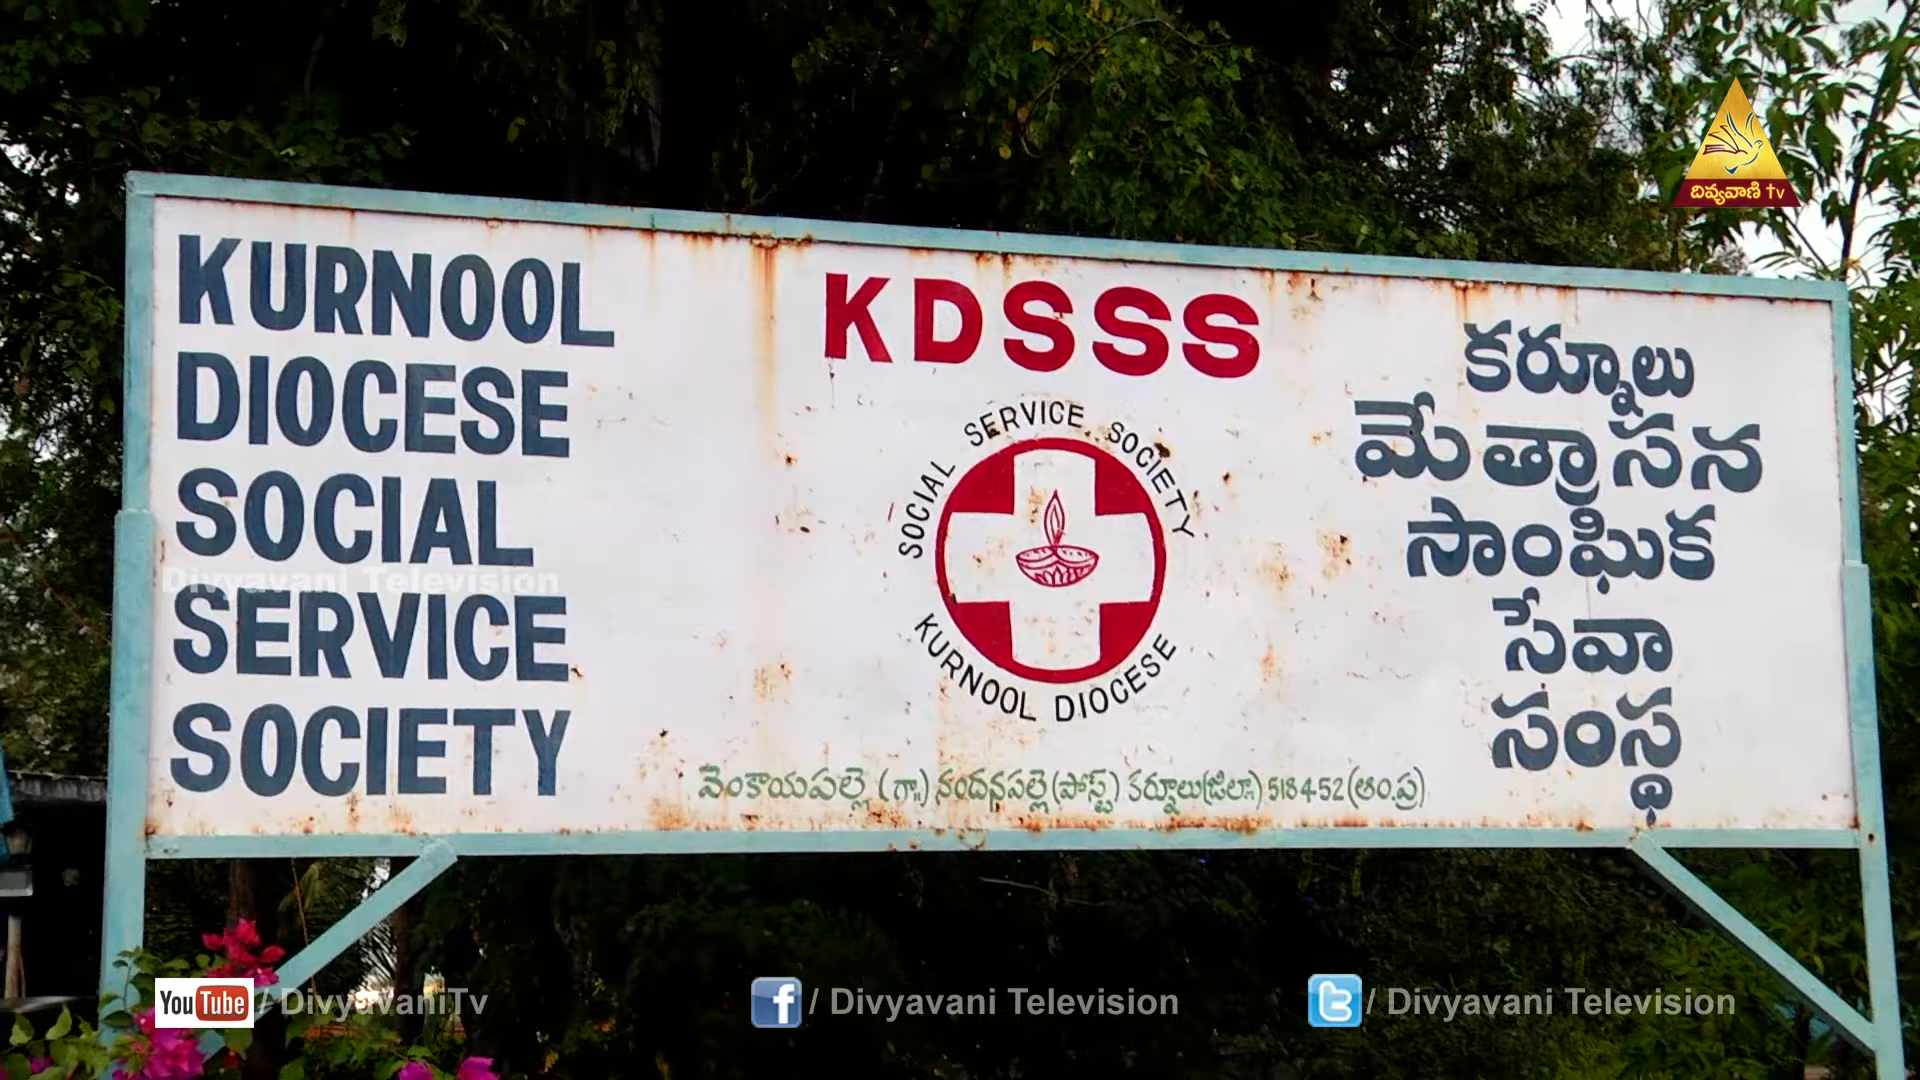 దివ్యవాణి tv
KURNOOL
DIOCESE
SOCIAL
SERVICE
SOCIETY
KDSSS
SOCIAL SERVICE SOCIETY
KURNOOL DIOCESE
కర్నూలు
మేత్రాసన
సాంఘిక
సేవా
సంస్థ
వెంకాయపల్లె (గ్రా) నందనపల్లె (పోస్ట్) కర్నూలు(జిల్లా) 518452 (ఆం.ప్ర)
Divyavani Television
YouTube / DivyavaniTv
f / Divyavani Television
t / Divyavani Television